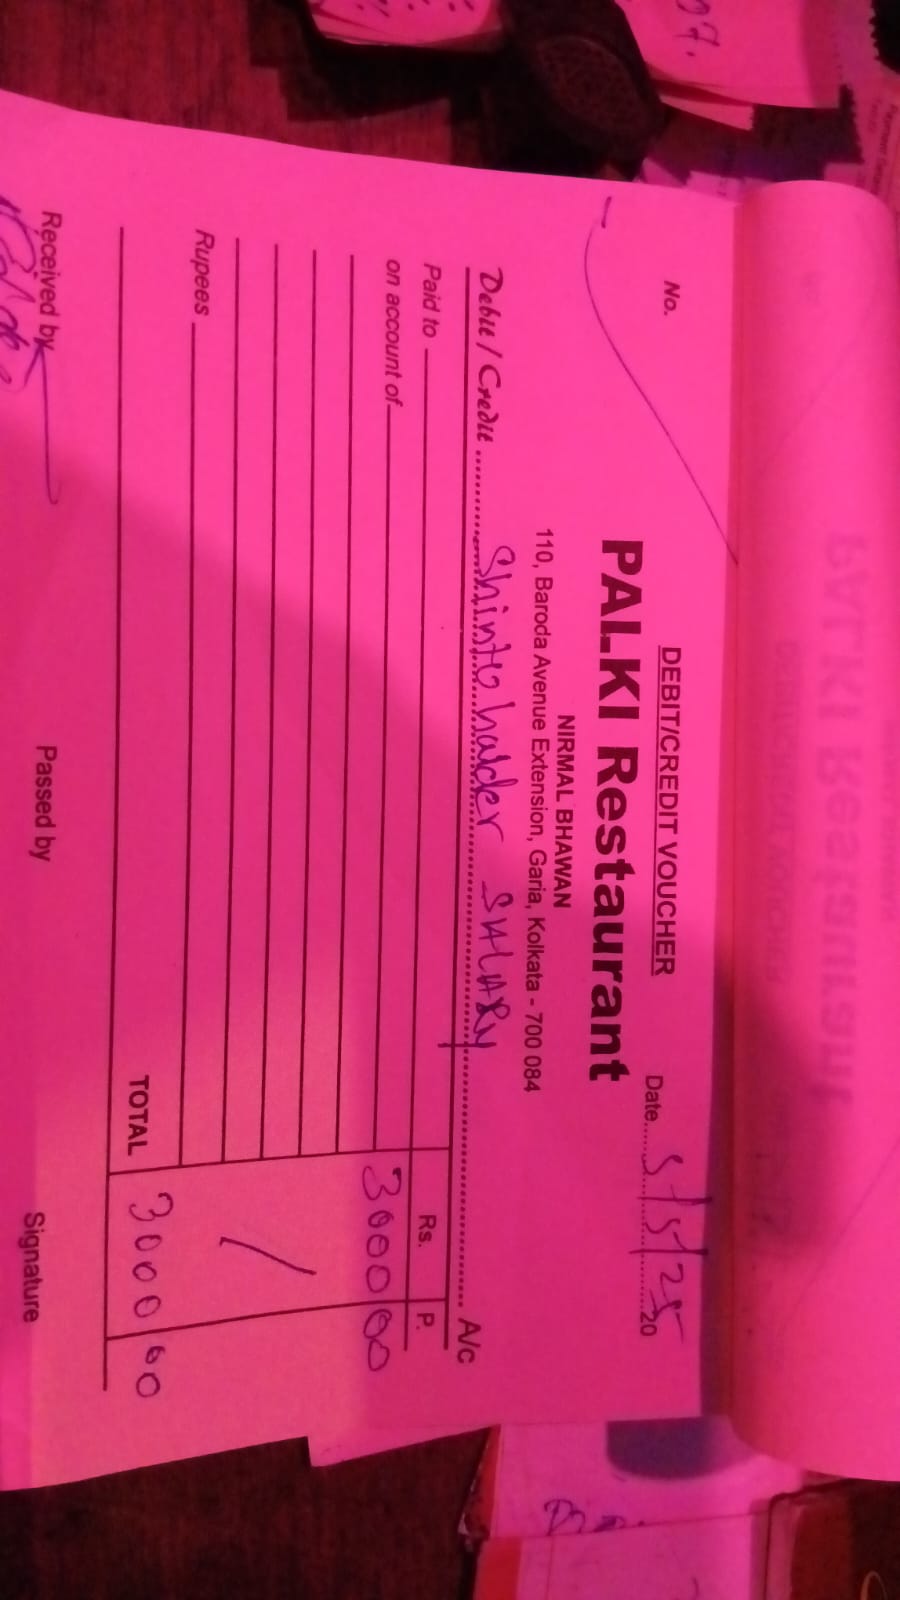 DEBIT/CREDIT VOUCHER
No.
Date 5/5/25 20
PALKI Restaurant
NIRMAL BHAWAN
110, Baroda Avenue Extension, Garia, Kolkata - 700 084
Debit / Credit Shintu halder SALARY A/c
Paid to
Rs. P.
on account of
3000 00
Rupees
TOTAL 3000 00
Received by
Passed by
Signature